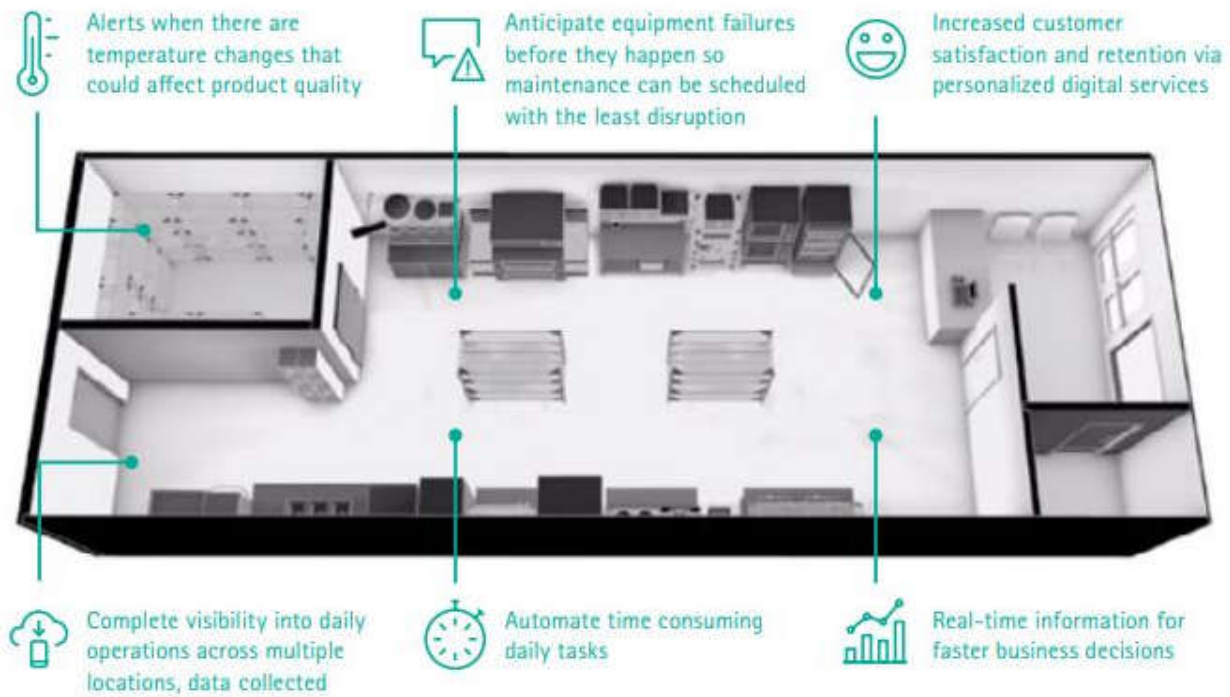 Alerts when there are
temperature changes that
could affect product quality
Anticipate equipment failures
before they happen so
maintenance can be scheduled
with the least disruption
Increased customer
satisfaction and retention via
personalized digital services
Complete visibility into daily
operations across multiple
locations, data collected
Automate time consuming
daily tasks
Real-time information for
faster business decisions